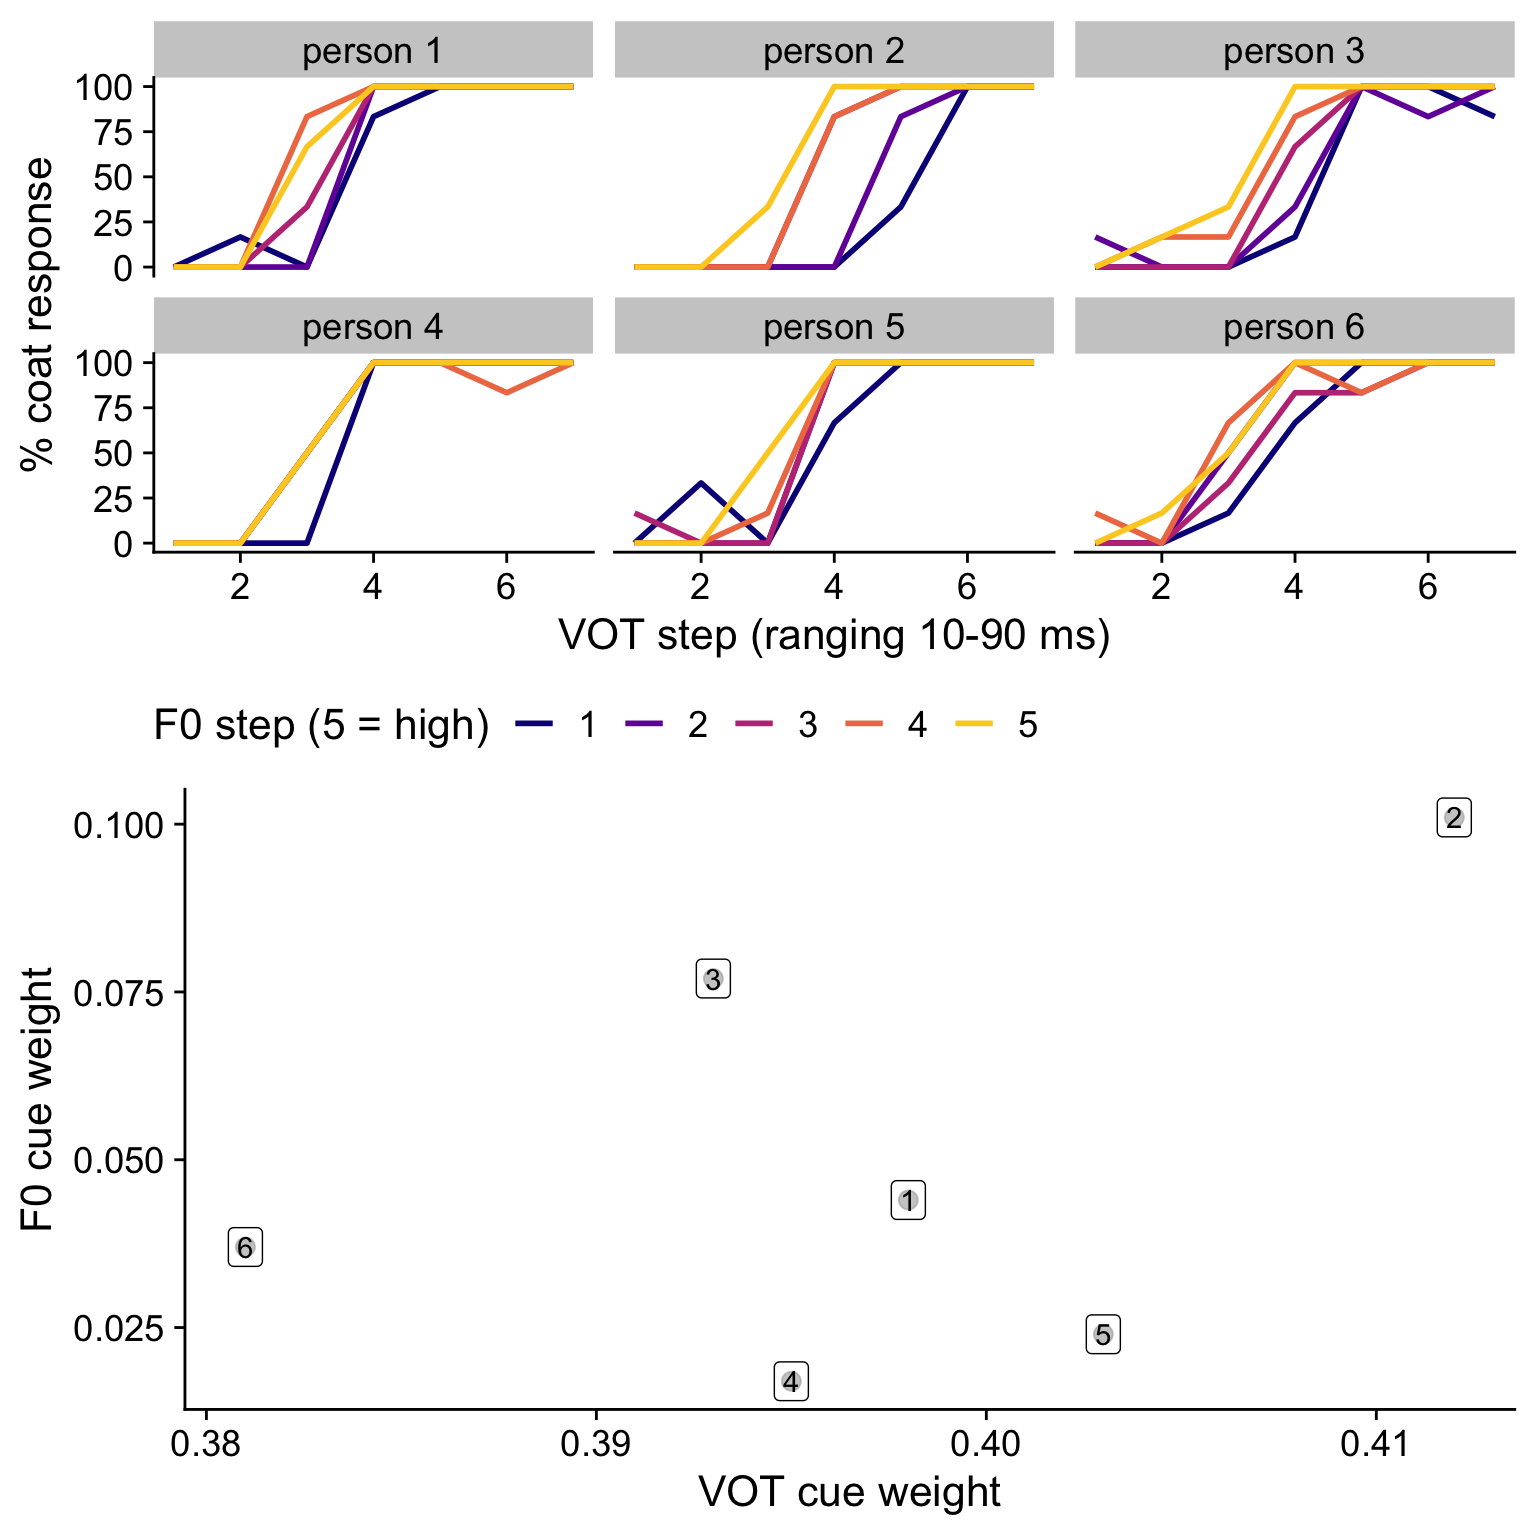 person 1 person 2 person 3
100
75
50
25
0
% coat response
person 4 person 5 person 6
100
75
50
25
0
2 4 6 2 4 6 2 4 6
VOT step (ranging 10-90 ms)
F0 step (5 = high) 1 2 3 4 5
0.100
0.075
0.050
0.025
F0 cue weight
2
3
1
6
5
4
0.38 0.39 0.40 0.41
VOT cue weight